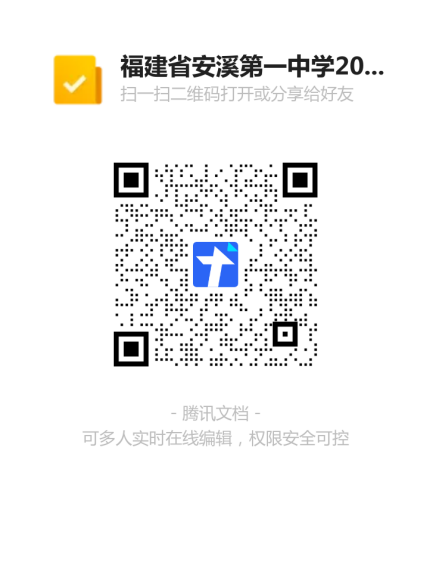 福建省安溪第一中学20...
扫一扫二维码打开或分享给好友
- 腾讯文档 -
可多人实时在线编辑，权限安全可控